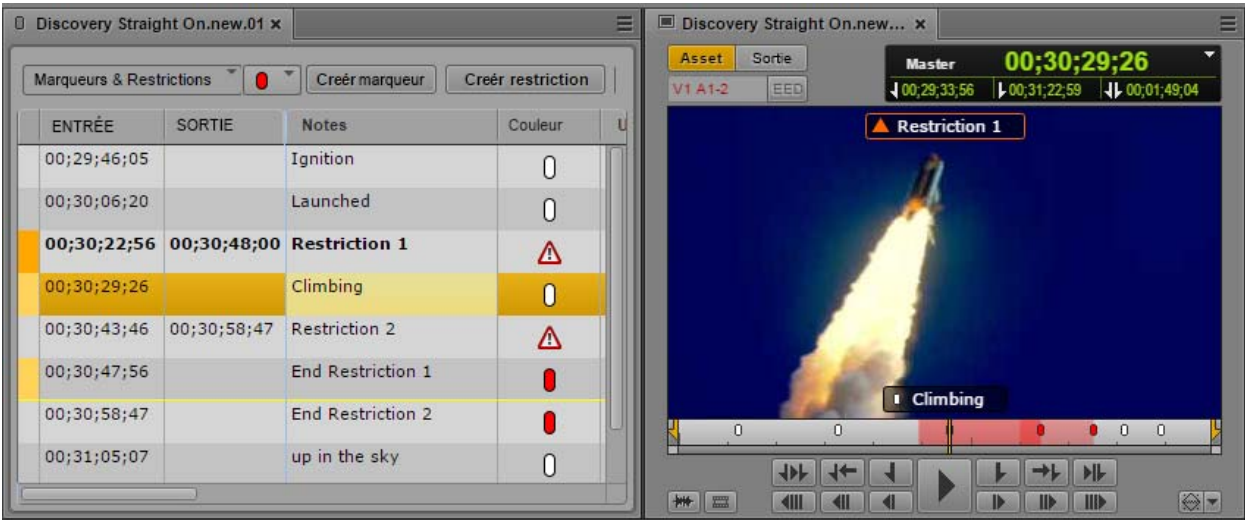 Discovery Straight On.new.01 ×
Marqueurs & Restrictions
Creér marqueur
Creér restriction
ENTRÉE SORTIE Notes Couleur U
00;29;46;05 Ignition
00;30;06;20 Launched
00;30;22;56 00;30;48;00 Restriction 1
00;30;29;26 Climbing
00;30;43;46 00;30;58;47 Restriction 2
00;30;47;56 End Restriction 1
00;30;58;47 End Restriction 2
00;31;05;07 up in the sky
Discovery Straight On.new... ×
Asset Sortie
V1 A1-2 EED
Master 00;30;29;26
00;29;33;56 00;31;22;59 00;01;49;04
Restriction 1
Climbing